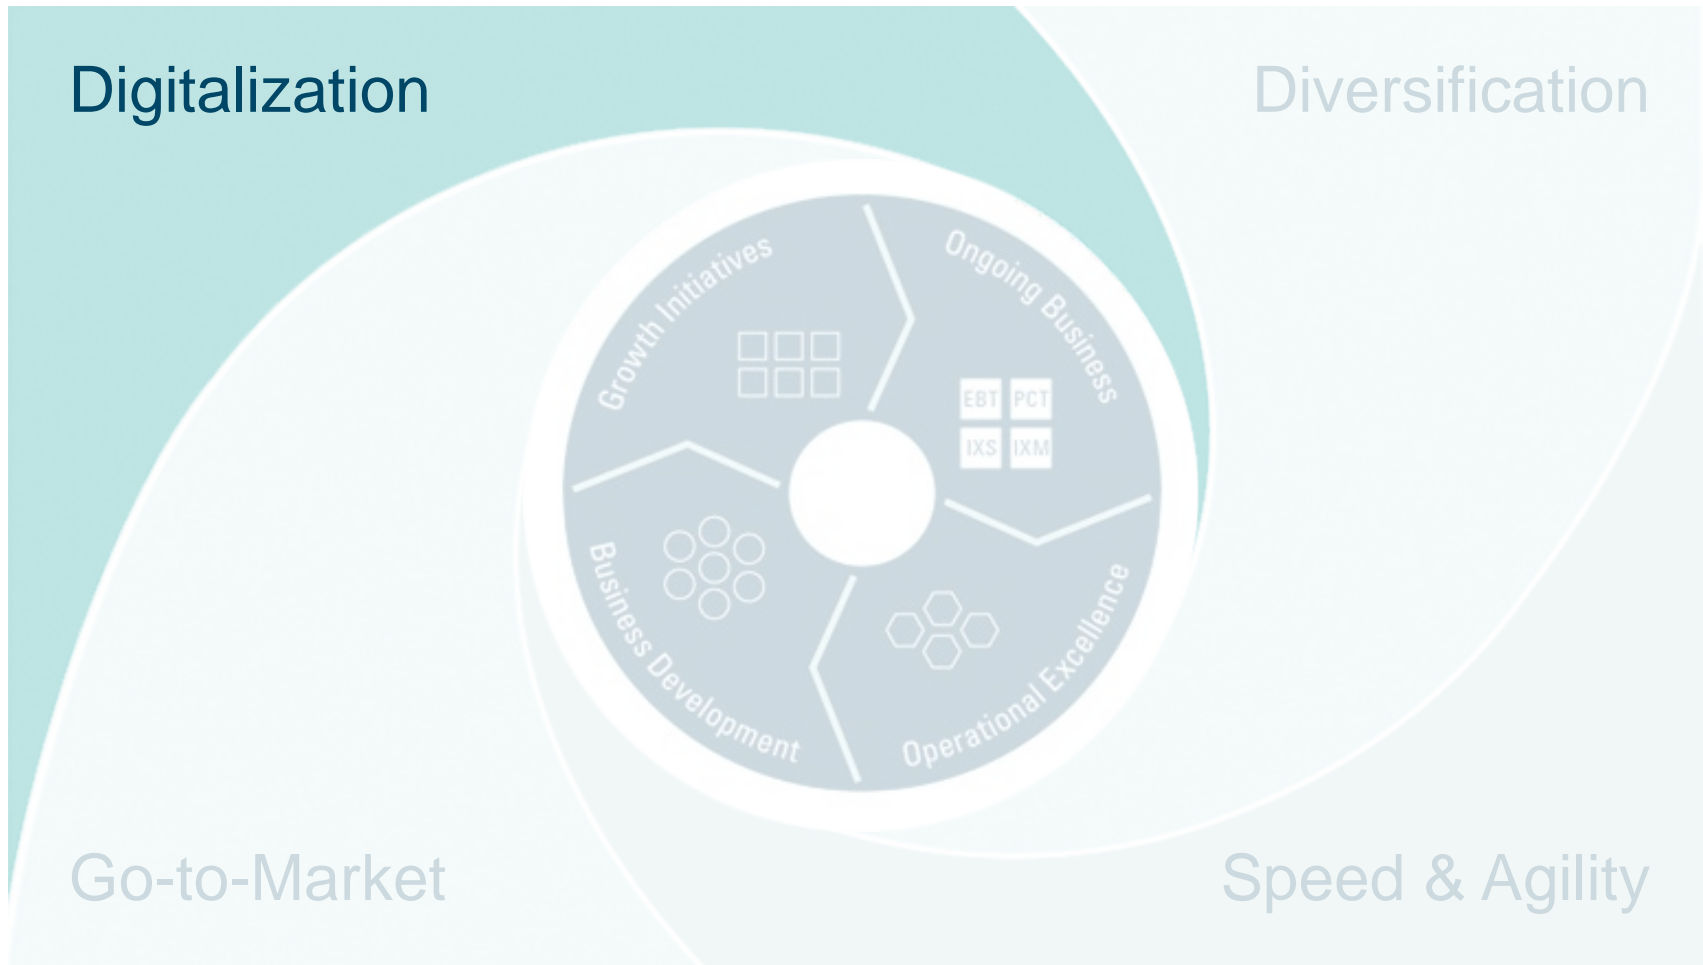 Digitalization
Diversification
Growth Initiatives
Ongoing Business
EBT PCT
IXS IXM
Business Development
Operational Excellence
Go-to-Market
Speed & Agility